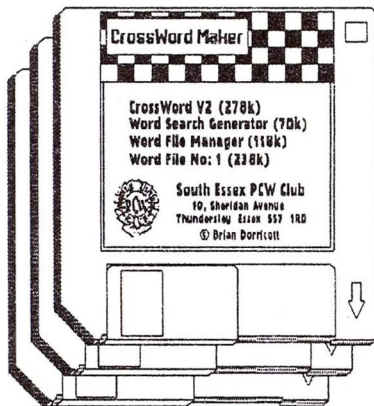 CrossWord Maker
CrossWord V2 (278k)
Word Search Generator (70k)
Word File Manager (118k)
Word File No: 1 (238k)
PCW
South Essex PCW Club
10, Sheridan Avenue
Thundersley Essex SS7 1RD
© Brian Dorricott